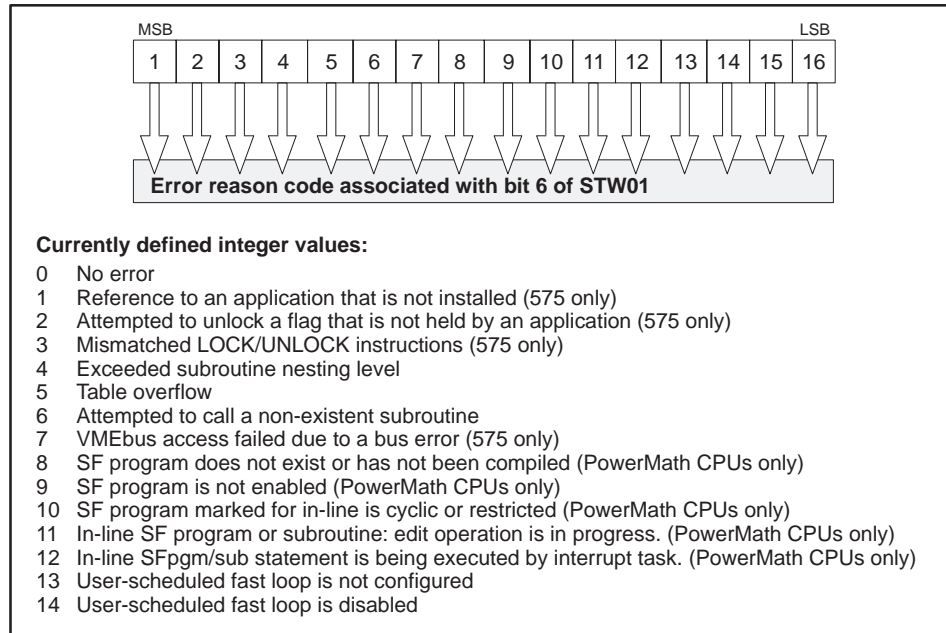 MSB LSB
1 2 3 4 5 6 7 8 9 10 11 12 13 14 15 16
Error reason code associated with bit 6 of STW01
Currently defined integer values:
0 No error
1 Reference to an application that is not installed (575 only)
2 Attempted to unlock a flag that is not held by an application (575 only)
3 Mismatched LOCK/UNLOCK instructions (575 only)
4 Exceeded subroutine nesting level
5 Table overflow
6 Attempted to call a non-existent subroutine
7 VMEbus access failed due to a bus error (575 only)
8 SF program does not exist or has not been compiled (PowerMath CPUs only)
9 SF program is not enabled (PowerMath CPUs only)
10 SF program marked for in-line is cyclic or restricted (PowerMath CPUs only)
11 In-line SF program or subroutine: edit operation is in progress. (PowerMath CPUs only)
12 In-line SFpgm/sub statement is being executed by interrupt task. (PowerMath CPUs only)
13 User-scheduled fast loop is not configured
14 User-scheduled fast loop is disabled